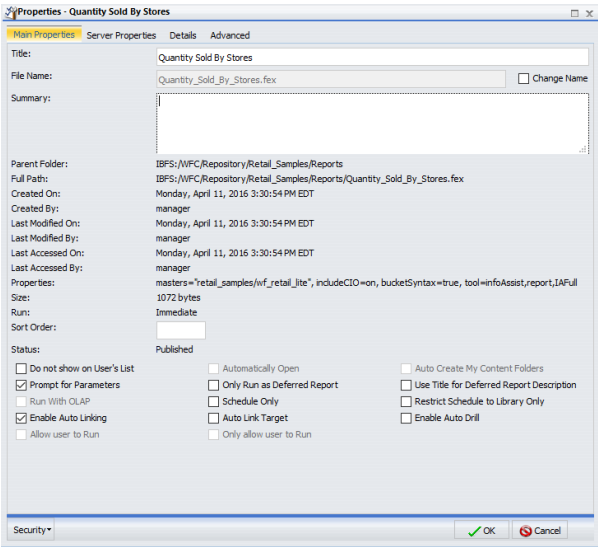 Properties - Quantity Sold By Stores
Main Properties Server Properties Details Advanced
Title: Quantity Sold By Stores
File Name: Quantity_Sold_By_Stores.fex Change Name
Summary:
Parent Folder: IBFS:/WFC/Repository/Retail_Samples/Reports
Full Path: IBFS:/WFC/Repository/Retail_Samples/Reports/Quantity_Sold_By_Stores.fex
Created On: Monday, April 11, 2016 3:30:54 PM EDT
Created By: manager
Last Modified On: Monday, April 11, 2016 3:30:54 PM EDT
Last Modified By: manager
Last Accessed On: Monday, April 11, 2016 3:30:54 PM EDT
Last Accessed By: manager
Properties: masters="retail_samples/wf_retail_lite", includeCIO=on, bucketSyntax=true, tool=infoAssist,report,IAFull
Size: 1072 bytes
Run: Immediate
Sort Order:
Status: Published
Do not show on User's List Automatically Open Auto Create My Content Folders
Prompt for Parameters Only Run as Deferred Report Use Title for Deferred Report Description
Run With OLAP Schedule Only Restrict Schedule to Library Only
Enable Auto Linking Auto Link Target Enable Auto Drill
Allow user to Run Only allow user to Run
Security OK Cancel